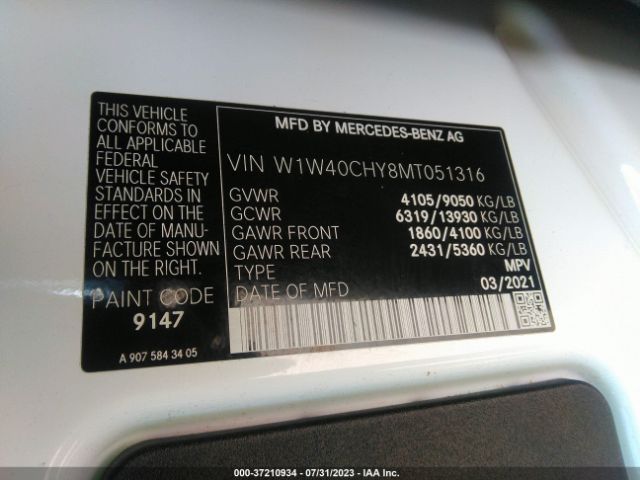 THIS VEHICLE
CONFORMS TO
ALL APPLICABLE
FEDERAL MOTOR
VEHICLE SAFETY
STANDARDS IN
EFFECT ON THE
DATE OF MANU-
FACTURE SHOWN
ON THE RIGHT.
PAINT CODE
9147
A 907 584 34 05
MFD BY MERCEDES-BENZ AG
VIN W1W40CHY8MT051316
GVWR 4105/9050 KG/LB
GCWR 6319/13930 KG/LB
GAWR FRONT 1860/4100 KG/LB
GAWR REAR 2431/5360 KG/LB
TYPE MPV
DATE OF MFD 03/2021
000-37210934 - 07/31/2023 - IAA Inc.